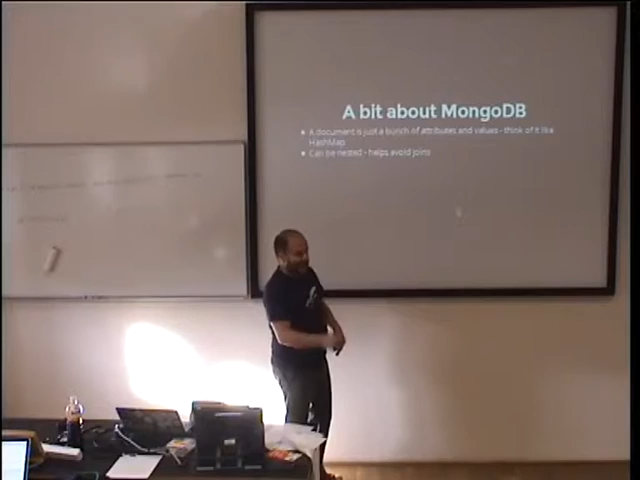 A bit about MongoDB
● A document is just a bunch of attributes and values - think of it like
HashMap
● Can be nested - helps avoid joins